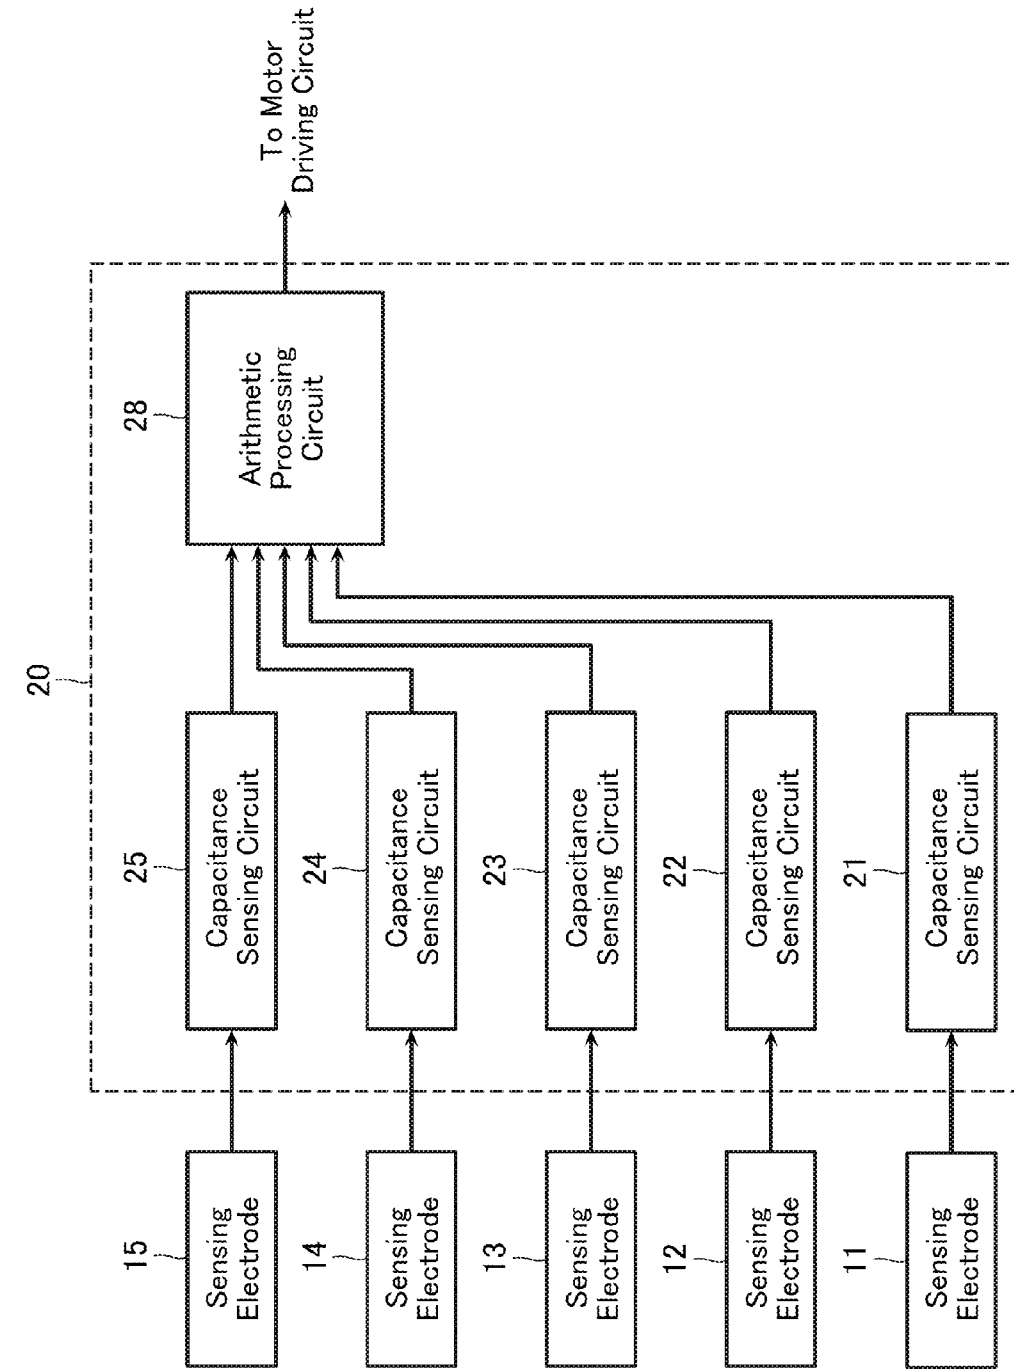 20
15
Sensing
Electrode
25
Capacitance
Sensing Circuit
28
Arithmetic
Processing
Circuit
To Motor
Driving Circuit
14
Sensing
Electrode
24
Capacitance
Sensing Circuit
13
Sensing
Electrode
23
Capacitance
Sensing Circuit
12
Sensing
Electrode
22
Capacitance
Sensing Circuit
11
Sensing
Electrode
21
Capacitance
Sensing Circuit